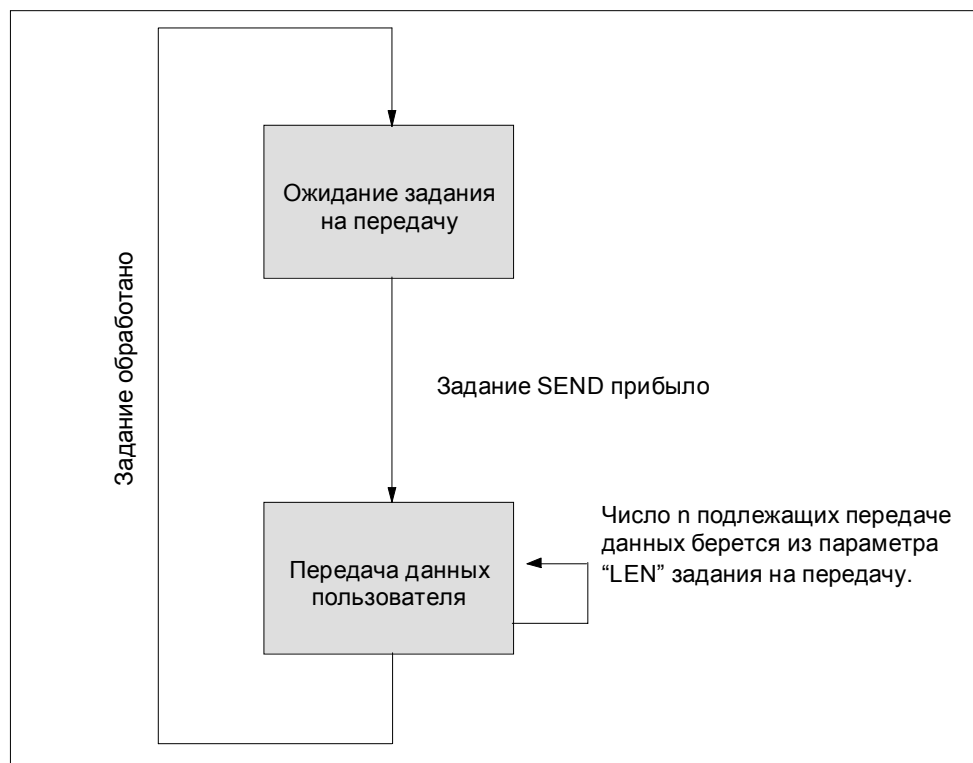 Ожидание задания
на передачу
Задание обработано
Задание SEND прибыло
Число n подлежащих передаче
данных берется из параметра
“LEN” задания на передачу.
Передача данных
пользователя